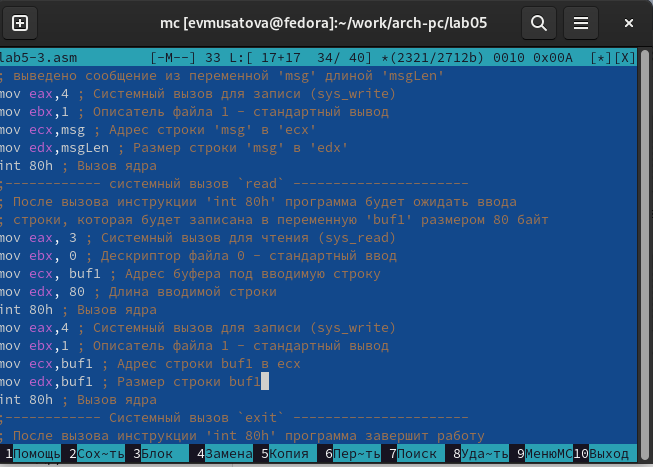 mc [evmusatova@fedora]:~/work/arch-pc/lab05
lab5-3.asm [-M--] 33 L:[ 17+17 34/ 40] *(2321/2712b) 0010 0x00A [*][X]
; выведено сообщение из переменной 'msg' длиной 'msgLen'
mov eax,4 ; Системный вызов для записи (sys_write)
mov ebx,1 ; Описатель файла 1 - стандартный вывод
mov ecx,msg ; Адрес строки 'msg' в 'ecx'
mov edx,msgLen ; Размер строки 'msg' в 'edx'
int 80h ; Вызов ядра
;------------ системный вызов `read` ----------------------
; После вызова инструкции 'int 80h' программа будет ожидать ввода
; строки, которая будет записана в переменную 'buf1' размером 80 байт
mov eax, 3 ; Системный вызов для чтения (sys_read)
mov ebx, 0 ; Дескриптор файла 0 - стандартный ввод
mov ecx, buf1 ; Адрес буфера под вводимую строку
mov edx, 80 ; Длина вводимой строки
int 80h ; Вызов ядра
mov eax,4 ; Системный вызов для записи (sys_write)
mov ebx,1 ; Описатель файла 1 - стандартный вывод
mov ecx,buf1 ; Адрес строки buf1 в ecx
mov edx,buf1 ; Размер строки buf1
int 80h ; Вызов ядра
;------------ Системный вызов `exit` ----------------------
; После вызова инструкции 'int 80h' программа завершит работу
1Помощь 2Сох~ть 3Блок 4Замена 5Копия 6Пер~ть 7Поиск 8Уда~ть 9МенюMC 10Выход